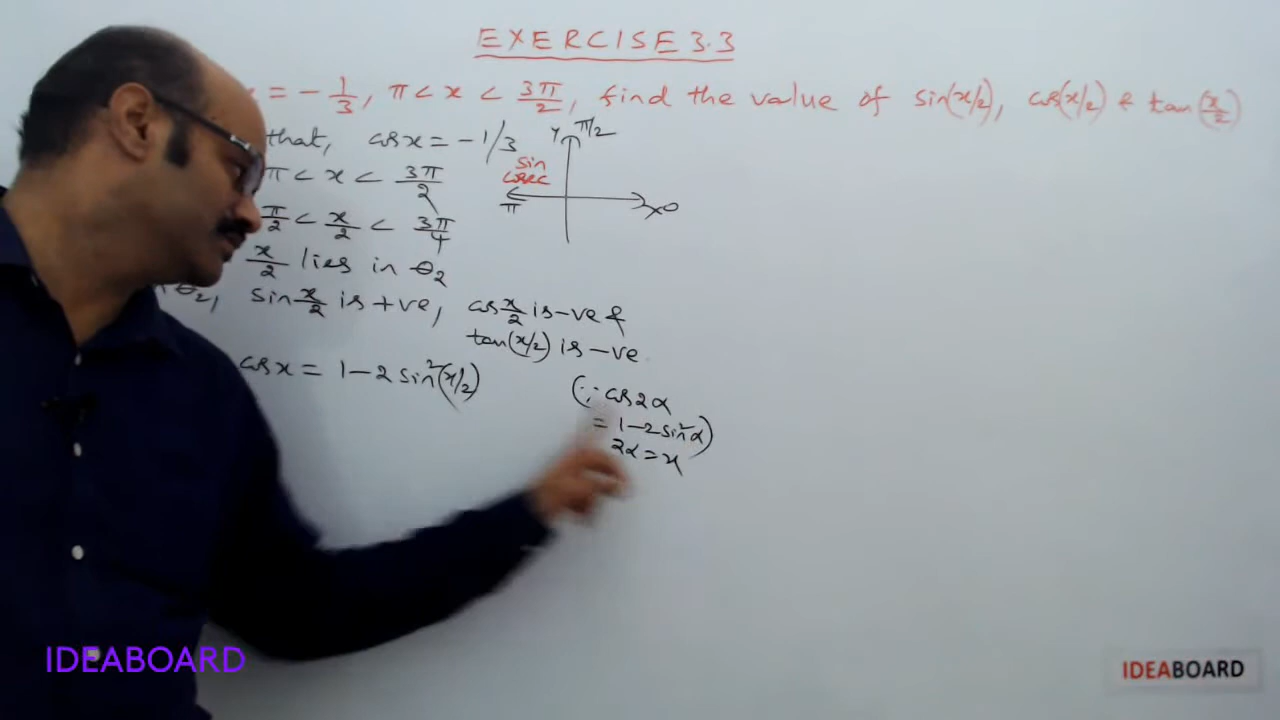 EXERCISE 3.3
= - 1/3, π < x < 3π/2, find the value of sin(x/2), cos(x/2) & tan(x/2)
that, cos x = -1/3
π < x < 3π/2
π/2 < x/2 < 3π/4
x/2 lies in θ2
θ2, sin x/2 is +ve, cos x/2 is -ve &
tan(x/2) is -ve
cos x = 1 - 2 sin²(x/2)
(∵ cos 2α
= 1 - 2 sin²α)
2α = x
Y π/2
sin
cosec
π
X 0
IDEABOARD
IDEABOARD